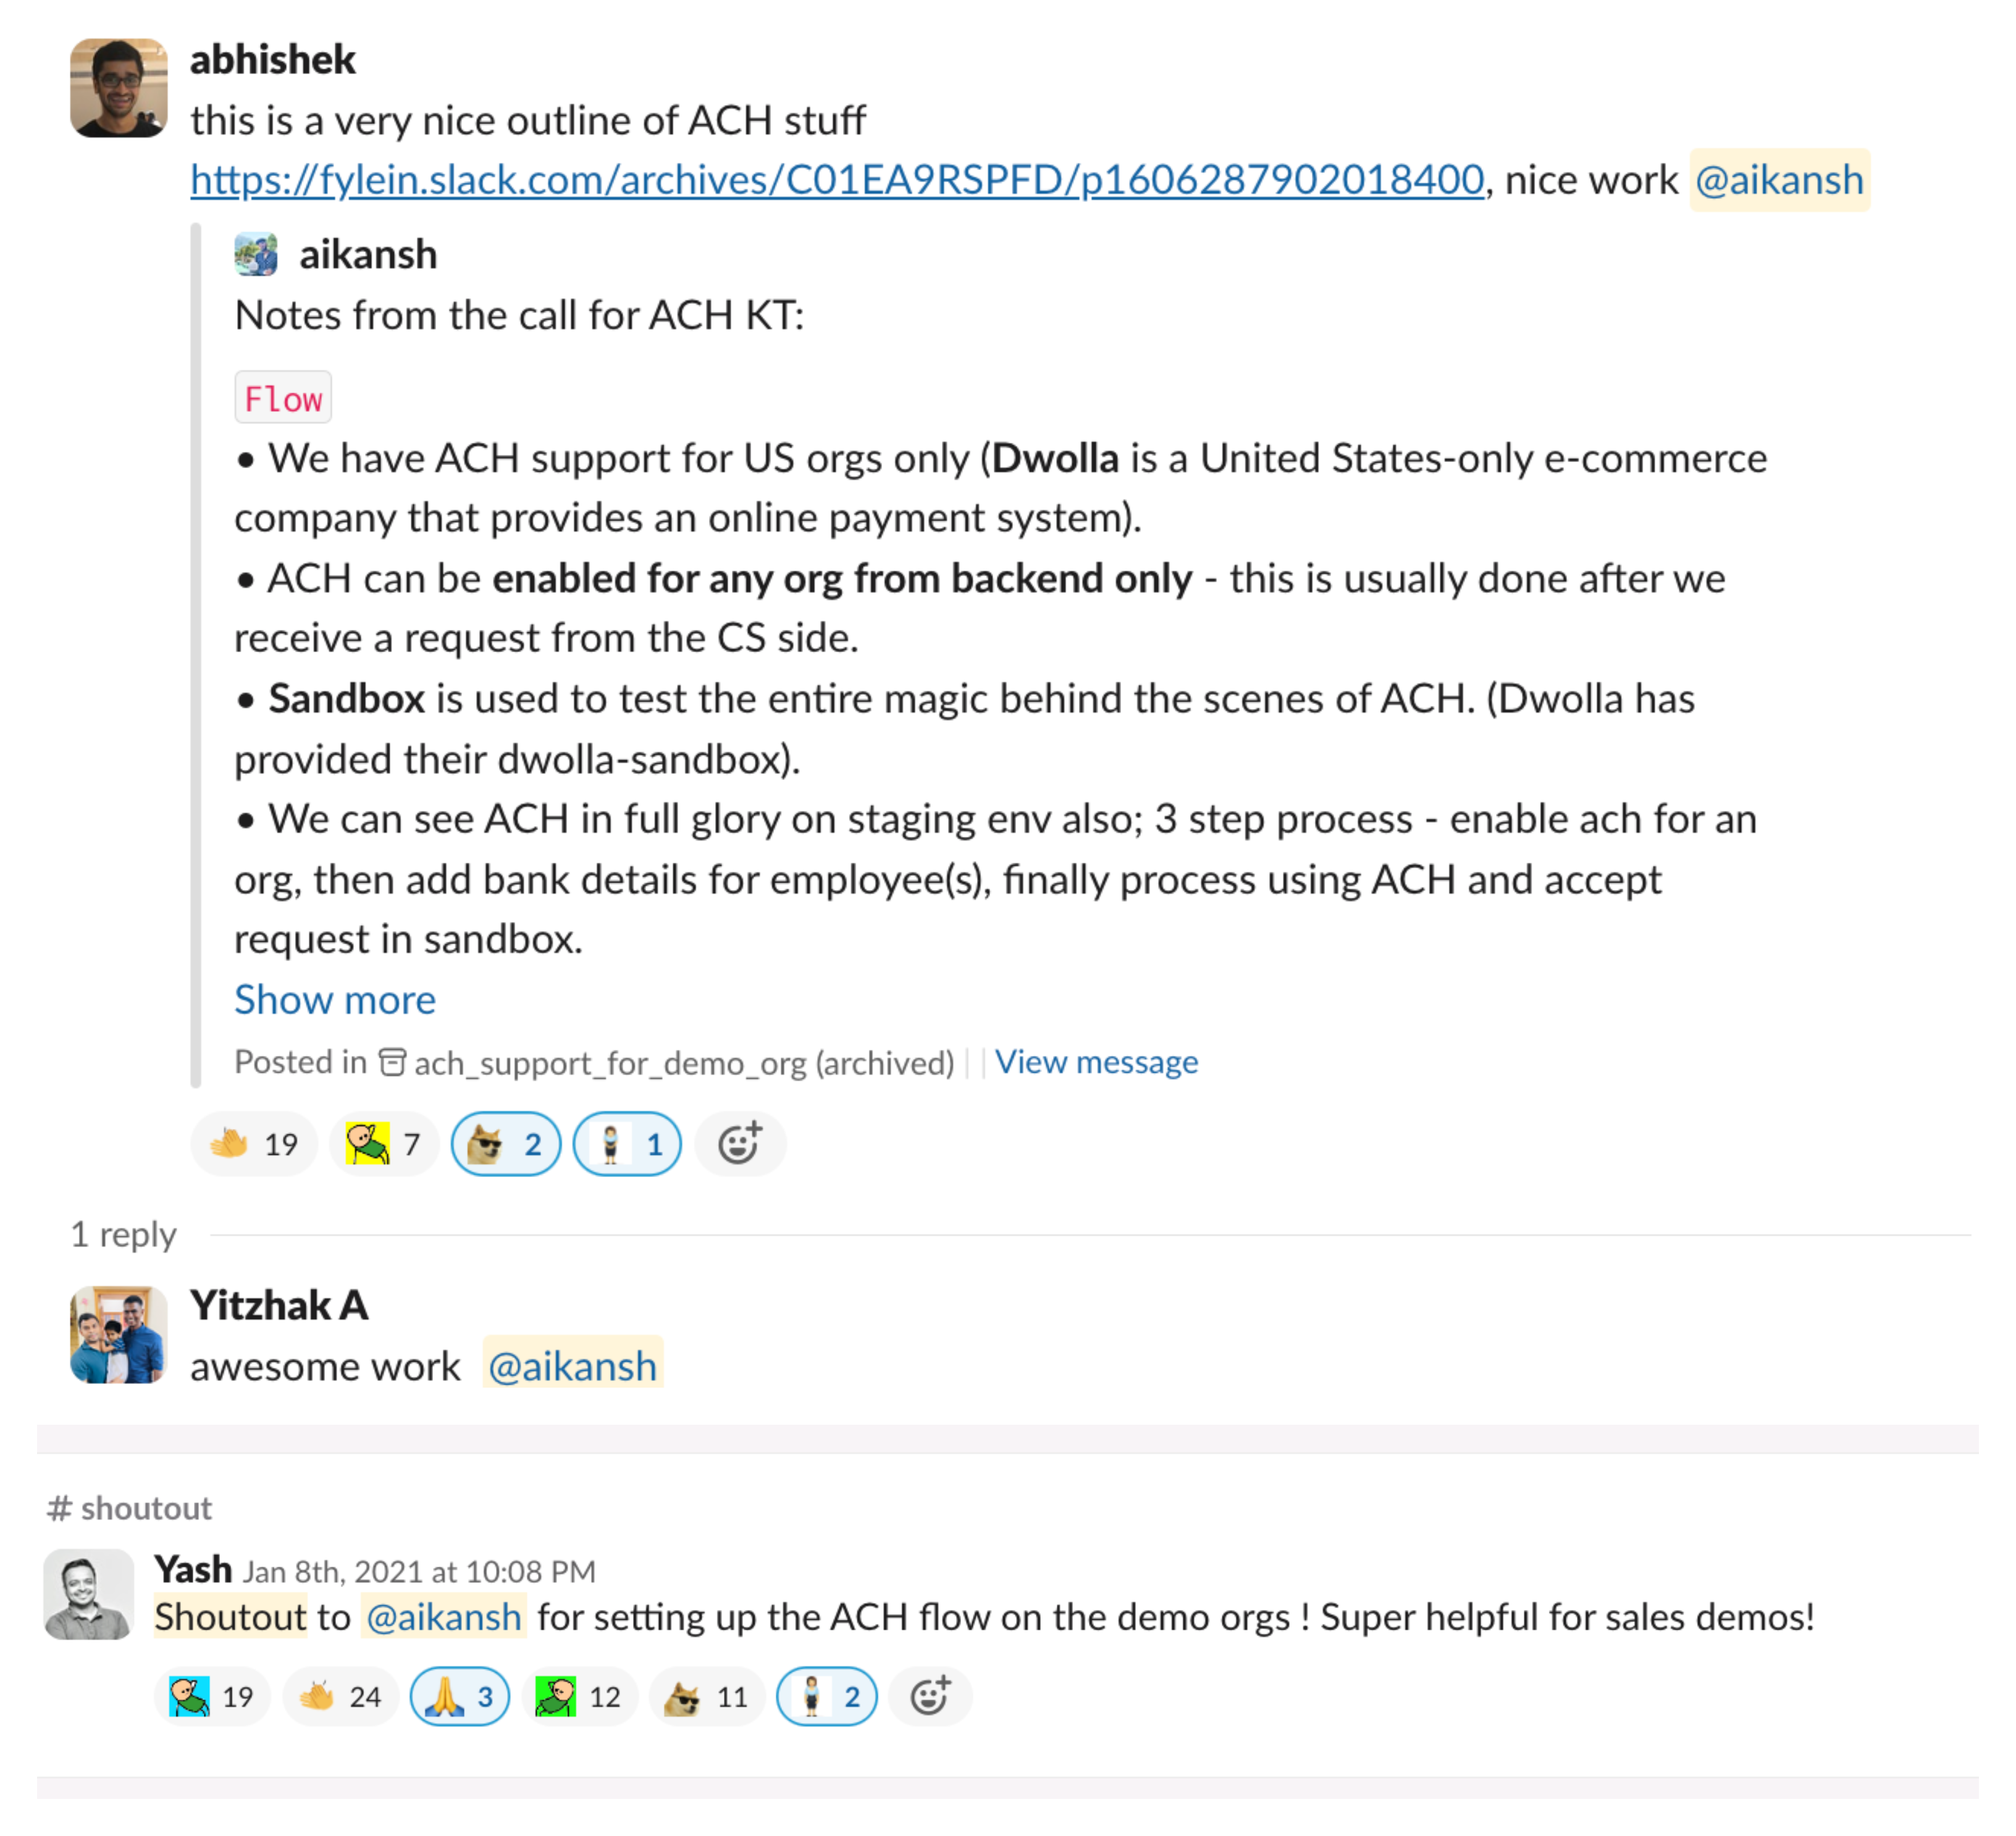 abhishek
this is a very nice outline of ACH stuff
https://fylein.slack.com/archives/C01EA9RSPFD/p1606287902018400, nice work @aikansh
aikansh
Notes from the call for ACH KT:
Flow
• We have ACH support for US orgs only (Dwolla is a United States-only e-commerce
company that provides an online payment system).
• ACH can be enabled for any org from backend only - this is usually done after we
receive a request from the CS side.
• Sandbox is used to test the entire magic behind the scenes of ACH. (Dwolla has
provided their dwolla-sandbox).
• We can see ACH in full glory on staging env also; 3 step process - enable ach for an
org, then add bank details for employee(s), finally process using ACH and accept
request in sandbox.
Show more
Posted in ach_support_for_demo_org (archived) | | View message
19 7 2 1
1 reply
Yitzhak A
awesome work @aikansh
# shoutout
Yash Jan 8th, 2021 at 10:08 PM
Shoutout to @aikansh for setting up the ACH flow on the demo orgs ! Super helpful for sales demos!
19 24 3 12 11 2